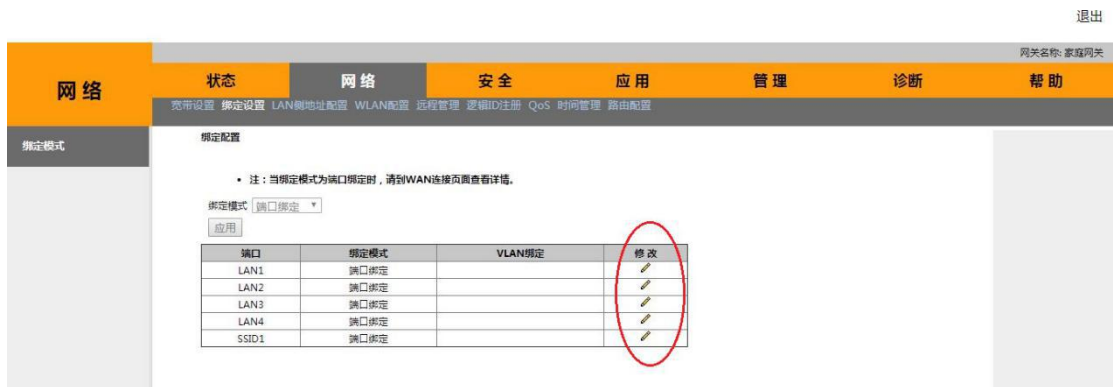 退出
网关名称: 家庭网关
网络
状态 网络 安全 应用 管理 诊断 帮助
宽带设置 绑定设置 LAN侧地址配置 WLAN配置 远程管理 逻辑ID注册 QoS 时间管理 路由配置
绑定模式
绑定配置
• 注：当绑定模式为端口绑定时，请到WAN连接页面查看详情。
绑定模式 端口绑定
应用
端口 绑定模式 VLAN绑定 修改
LAN1 端口绑定
LAN2 端口绑定
LAN3 端口绑定
LAN4 端口绑定
SSID1 端口绑定